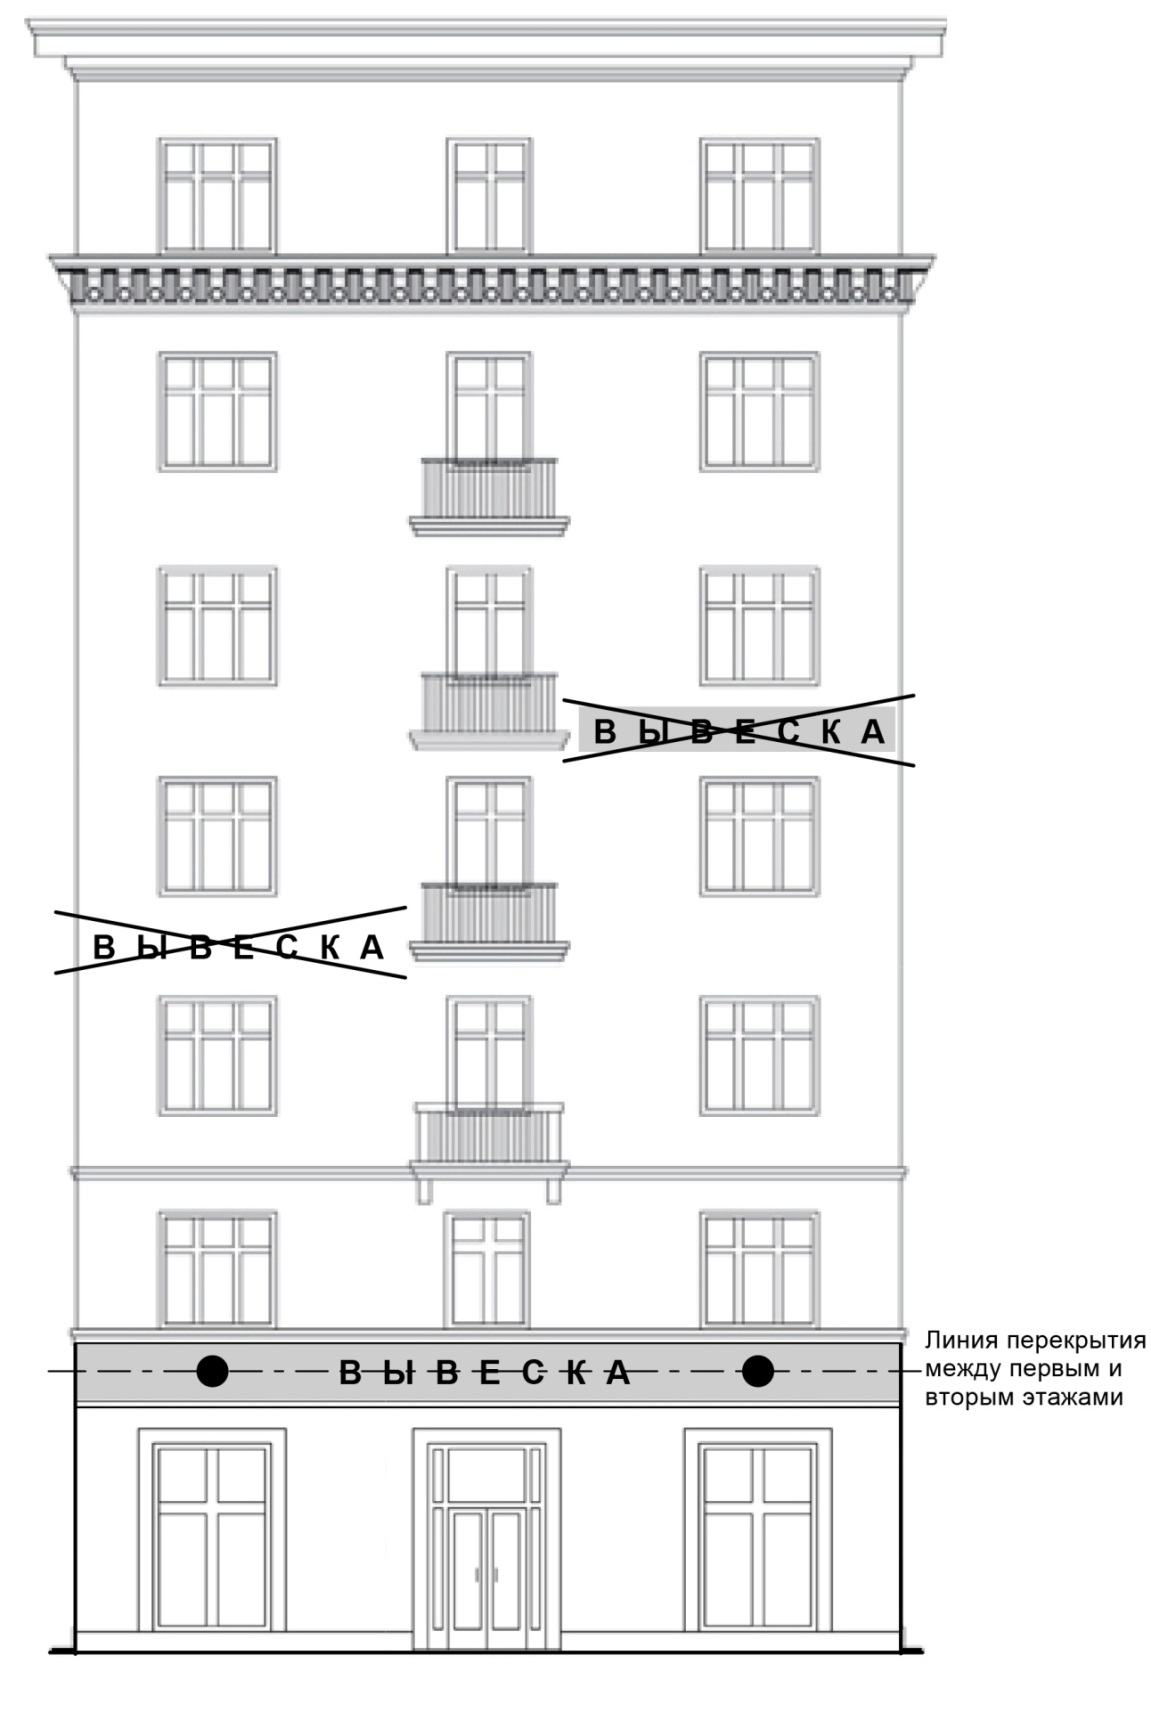 В Ы В Е С К А
В Ы В Е С К А
В Ы В Е С К А
Линия перекрытия
между первым и
вторым этажами